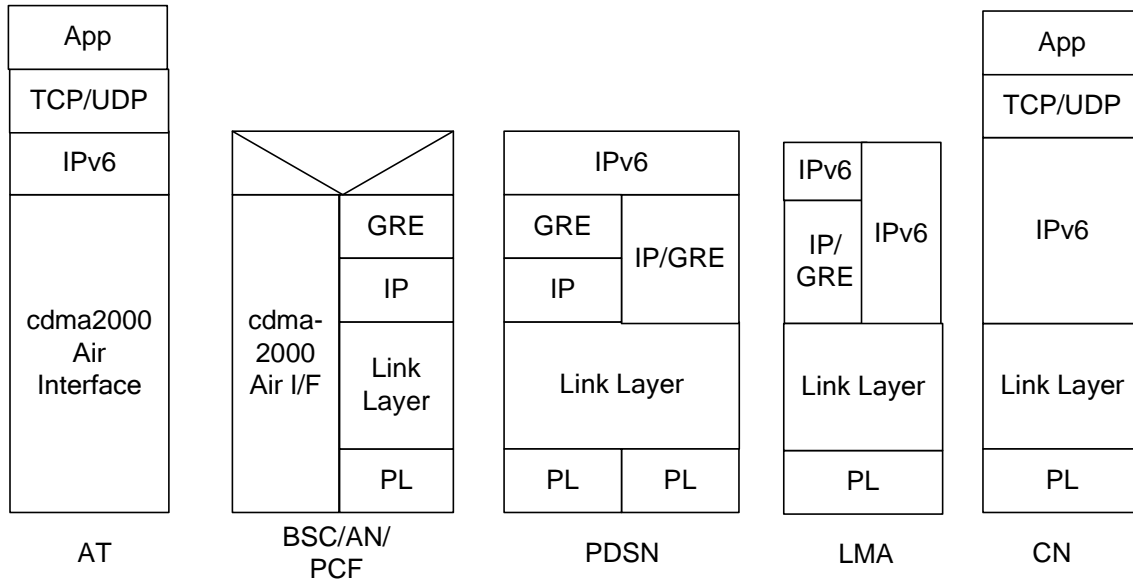 App
TCP/UDP
IPv6
cdma2000
Air
Interface
AT
GRE
IP
cdma-
2000
Air I/F
Link
Layer
PL
BSC/AN/
PCF
IPv6
GRE
IP
IP/GRE
Link Layer
PL
PL
PDSN
IPv6
IP/
GRE
IPv6
Link Layer
PL
LMA
App
TCP/UDP
IPv6
Link Layer
PL
CN